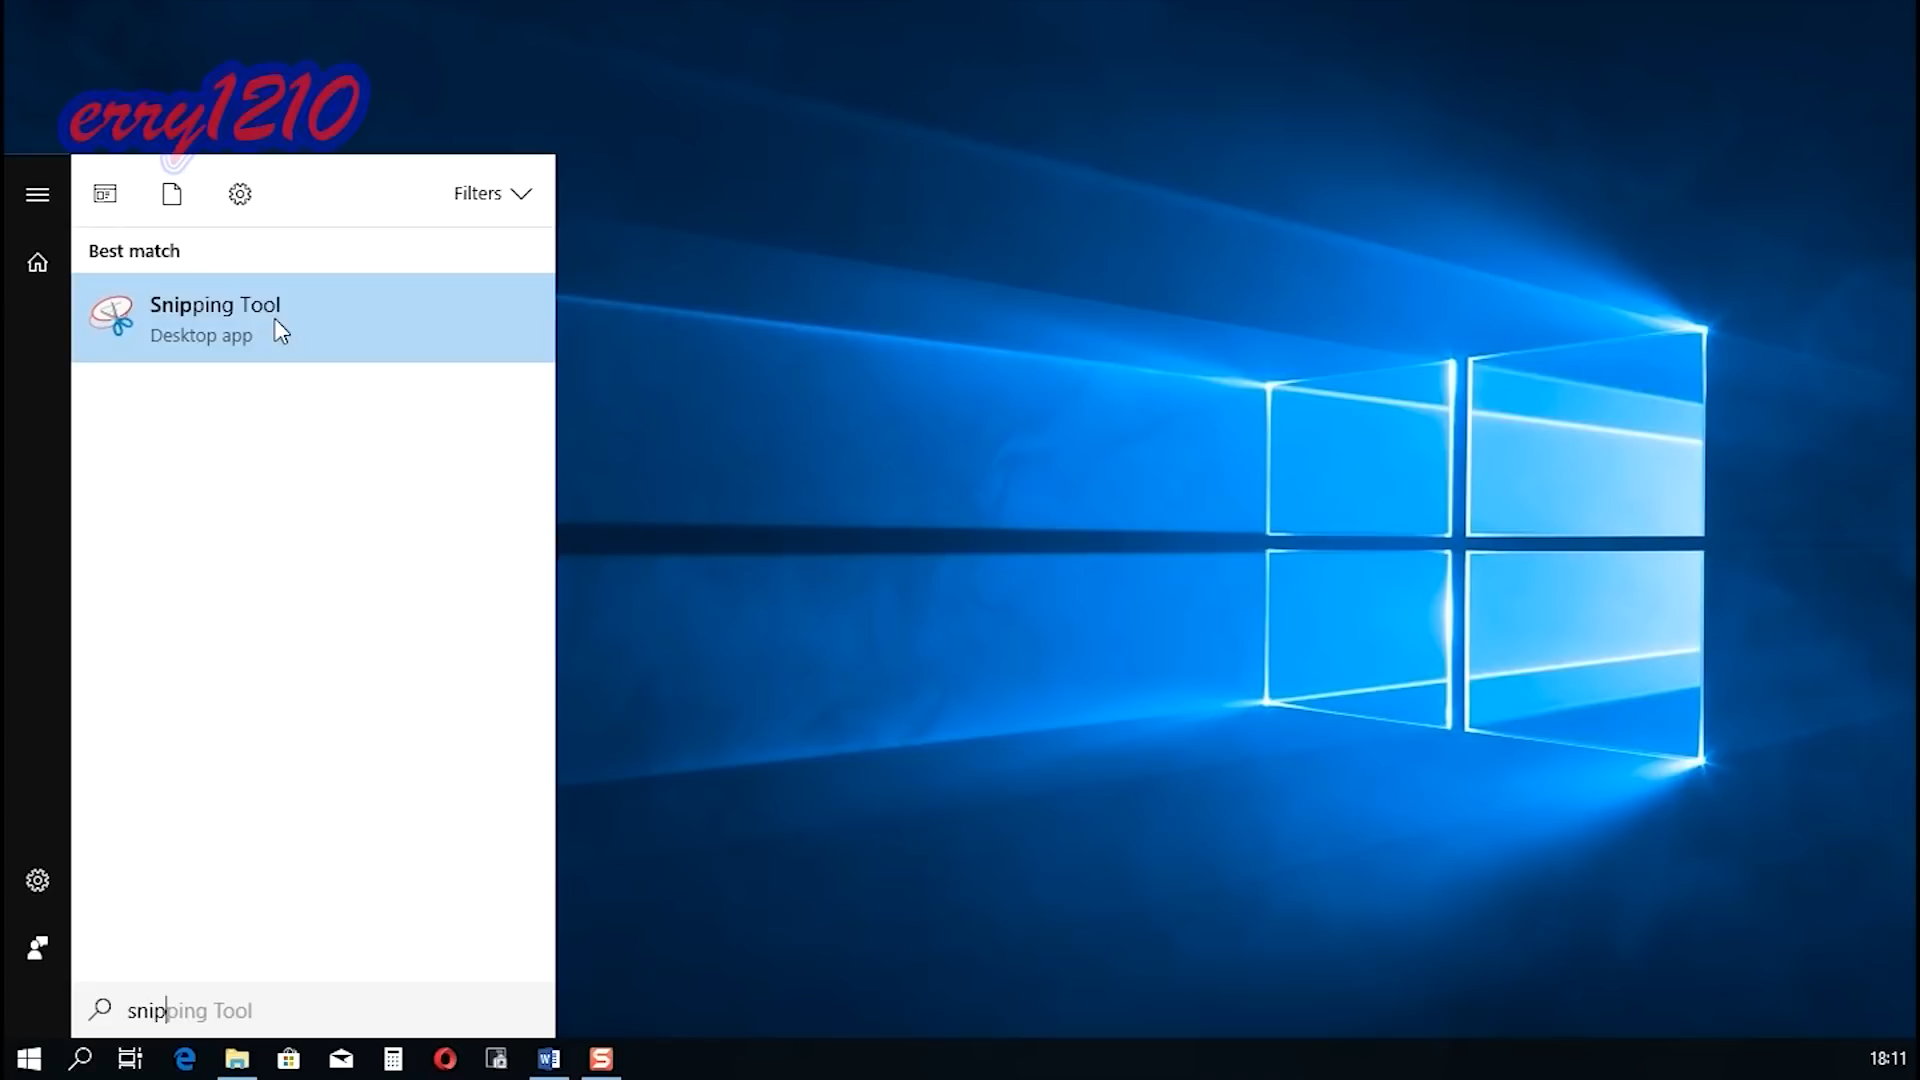 erry1210
Filters
Best match
Snipping Tool
Desktop app
snipping Tool
18:11